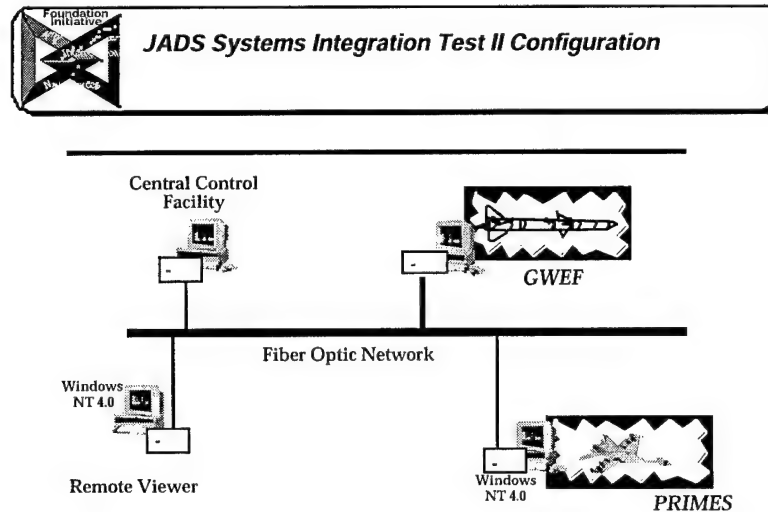 Foundation
Initiative
JADS Systems Integration Test II Configuration
Central Control
Facility
GWEF
Fiber Optic Network
Windows
NT 4.0
Remote Viewer
Windows
NT 4.0
PRIMES